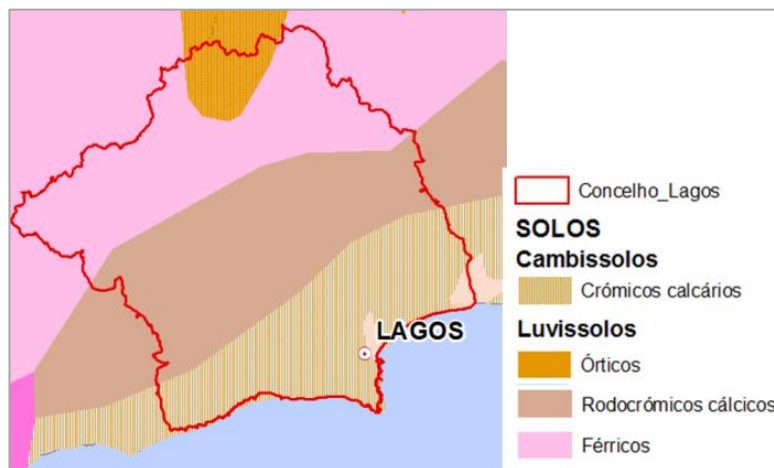 LAGOS
Concelho_Lagos
SOLOS
Cambissolos
Crómicos calcários
Luvissolos
Órticos
Rodocrómicos cálcicos
Férricos